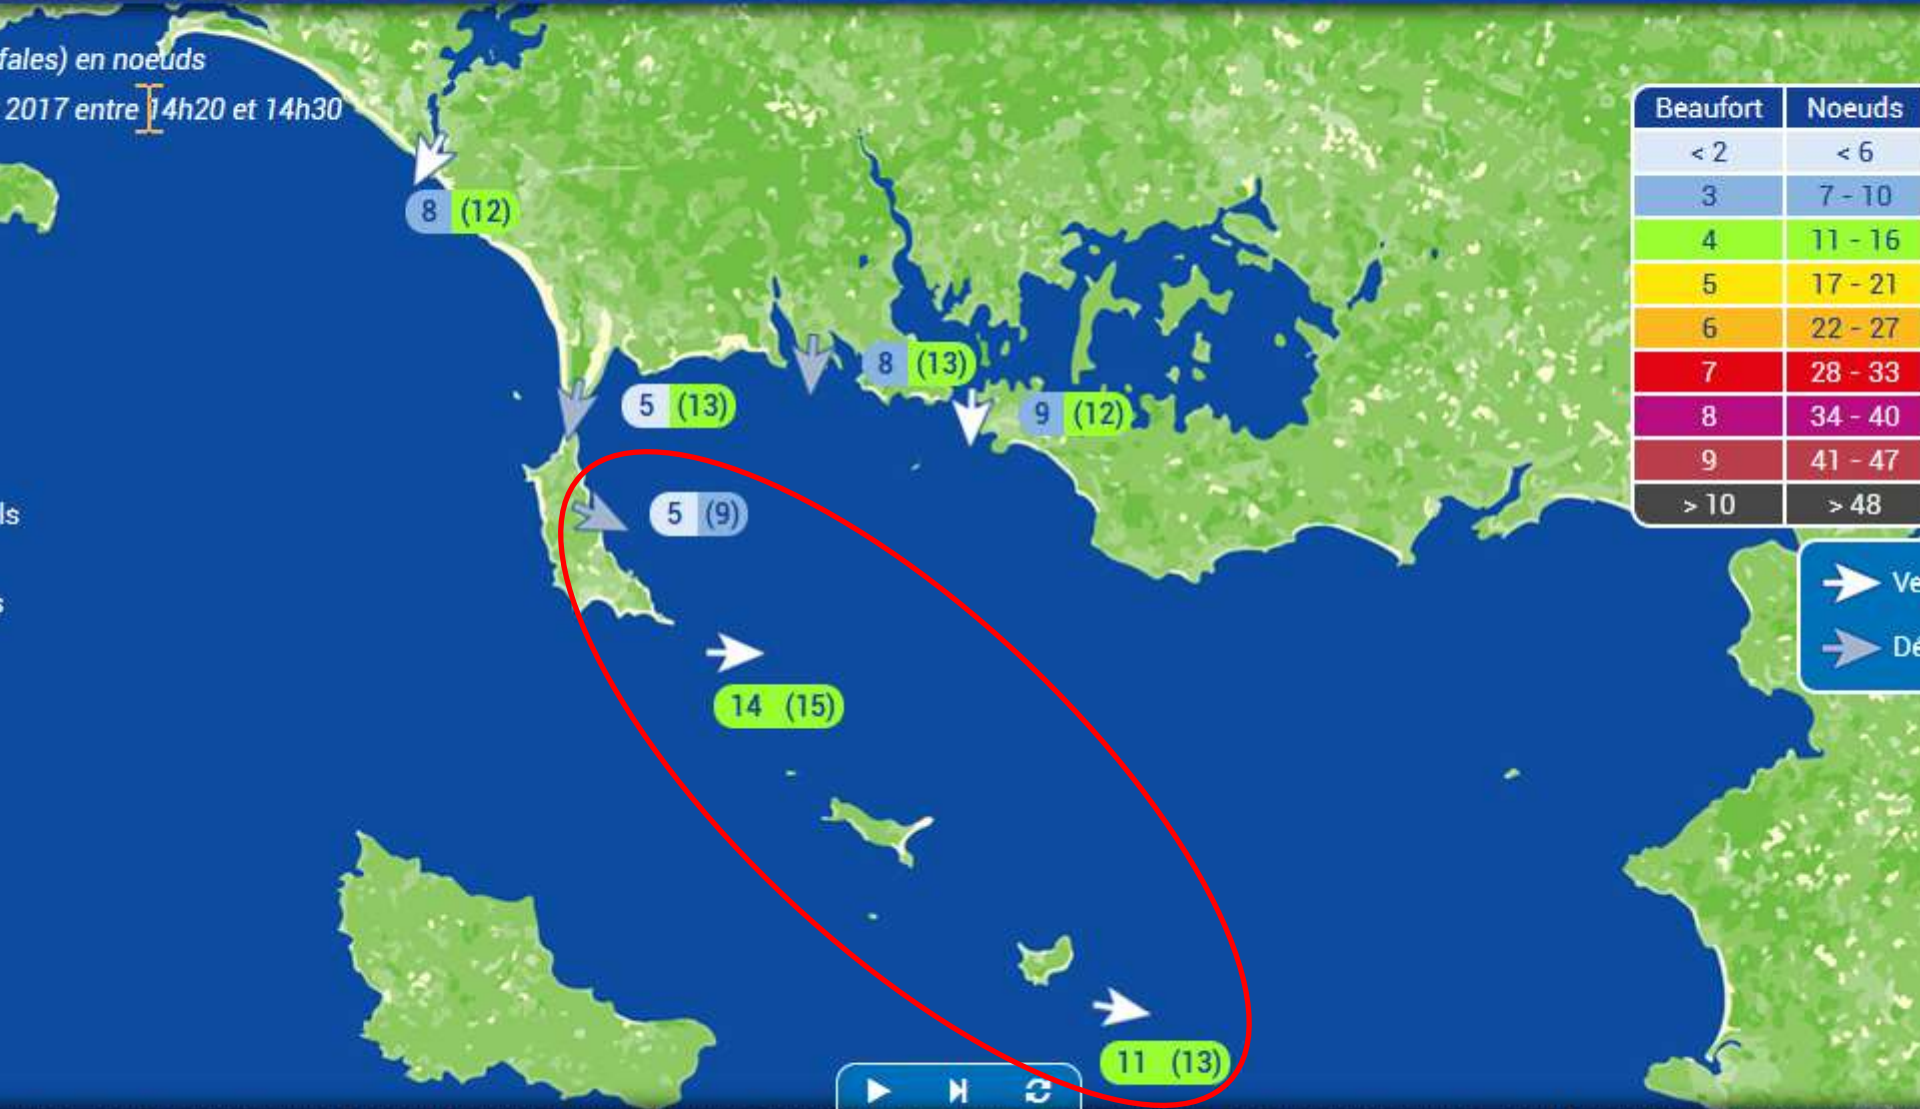 fales) en noeuds
2017 entre 14h20 et 14h30
8 (12)
Beaufort Noeuds
< 2 < 6
3 7 - 10
4 11 - 16
5 17 - 21
6 22 - 27
7 28 - 33
8 34 - 40
9 41 - 47
> 10 > 48
8 (13)
5 (13)
9 (12)
5 (9)
ls
s
Ve
Dé
14 (15)
11 (13)